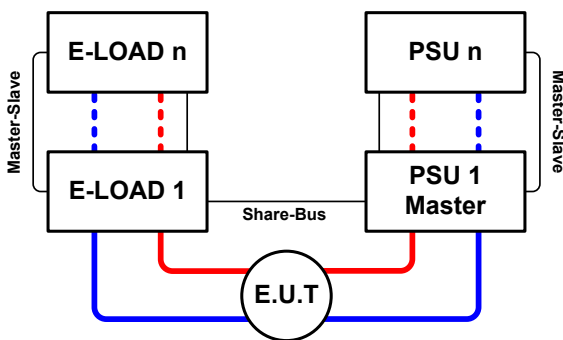 E-LOAD n
PSU n
Master-Slave
Master-Slave
E-LOAD 1
PSU 1
Master
Share-Bus
E.U.T